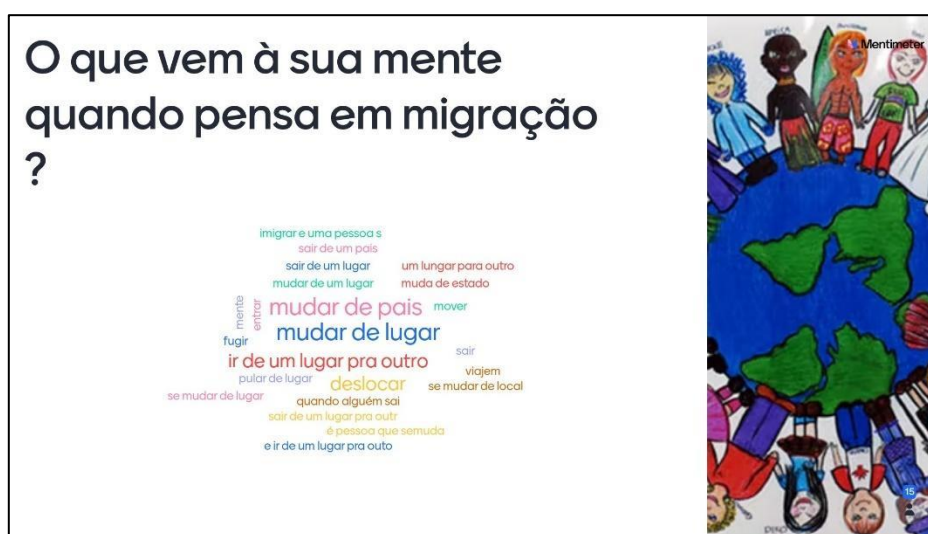 O que vem à sua mente
quando pensa em migração
?
Mentimeter
imigrar e uma pessoa s
sair de um pais
sair de um lugar
um lungar para outro
mudar de um lugar
muda de estado
mente
entrar
mudar de pais
mover
fugir
mudar de lugar
sair
ir de um lugar pra outro
viajem
pular de lugar
deslocar
se mudar de local
se mudar de lugar
quando alguém sai
sair de um lugar pra outr
é pessoa que semuda
e ir de um lugar pra outo
15